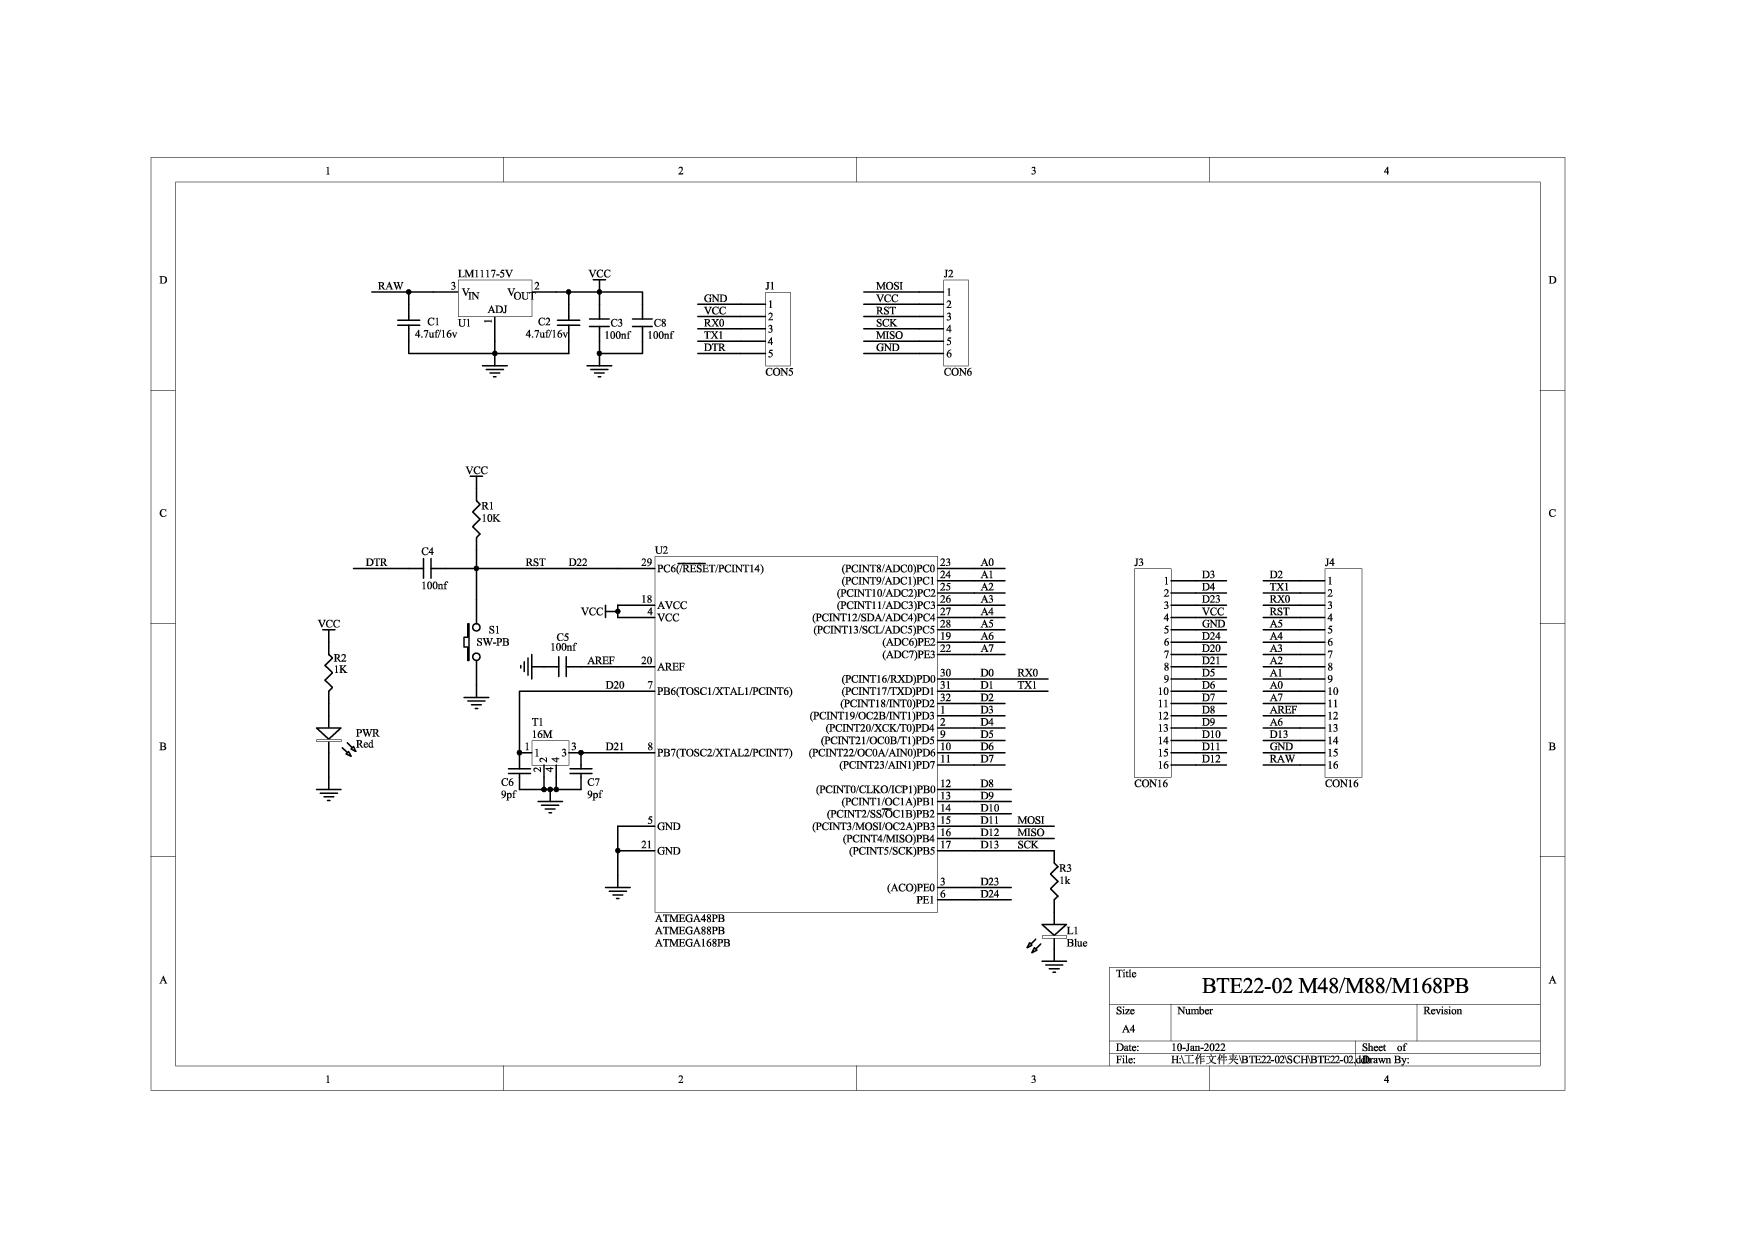 1 2 3 4
D D
LM1117-5V VCC J2
RAW 3 VIN VOUT 2 J1 MOSI 1
GND 1 VCC 2
ADJ VCC 2 RST 3
C1 U1 1 C2 C3 C8 RX0 3 SCK 4
4.7uf/16v 4.7uf/16v 100nf 100nf TX1 4 MISO 5
DTR 5 GND 6
CON5 CON6
VCC
R1
10K
C C
C4 U2
DTR RST D22 29 PC6(/RESET/PCINT14)
100nf
VCC 18 AVCC
4 VCC
C5
100nf
AREF 20 AREF
D20 7 PB6(TOSC1/XTAL1/PCINT6)
T1
16M
1 1 3 3 D21 8 PB7(TOSC2/XTAL2/PCINT7)
2 4
2 4
C6 C7
9pf 9pf
5 GND
21 GND
S1
SW-PB
VCC
R2
1K
PWR
Red
(PCINT8/ADC0)PC0 23 A0
(PCINT9/ADC1)PC1 24 A1
(PCINT10/ADC2)PC2 25 A2
(PCINT11/ADC3)PC3 26 A3
(PCINT12/SDA/ADC4)PC4 27 A4
(PCINT13/SCL/ADC5)PC5 28 A5
(ADC6)PE2 19 A6
(ADC7)PE3 22 A7
(PCINT16/RXD)PD0 30 D0 RX0
(PCINT17/TXD)PD1 31 D1 TX1
(PCINT18/INT0)PD2 32 D2
(PCINT19/OC2B/INT1)PD3 1 D3
(PCINT20/XCK/T0)PD4 2 D4
(PCINT21/OC0B/T1)PD5 9 D5
(PCINT22/OC0A/AIN0)PD6 10 D6
(PCINT23/AIN1)PD7 11 D7
(PCINT0/CLKO/ICP1)PB0 12 D8
(PCINT1/OC1A)PB1 13 D9
(PCINT2/SS/OC1B)PB2 14 D10
(PCINT3/MOSI/OC2A)PB3 15 D11 MOSI
(PCINT4/MISO)PB4 16 D12 MISO
(PCINT5/SCK)PB5 17 D13 SCK
(ACO)PE0 3 D23
PE1 6 D24
ATMEGA48PB
ATMEGA88PB
ATMEGA168PB
R3
1k
L1
Blue
J3 J4
1 D3 D2 1
2 D4 TX1 2
3 D23 RX0 3
4 VCC RST 4
5 GND A5 5
6 D24 A4 6
7 D20 A3 7
8 D21 A2 8
9 D5 A1 9
10 D6 A0 10
11 D7 A7 11
12 D8 AREF 12
13 D9 A6 13
14 D10 D13 14
15 D11 GND 15
16 D12 RAW 16
CON16 CON16
B B
A A
Title
BTE22-02 M48/M88/M168PB
Size Number Revision
A4
Date: 10-Jan-2022 Sheet of
File: H:\工作文件夹\BTE22-02\SCH\BTE22-02.ddb Drawn By:
1 2 3 4